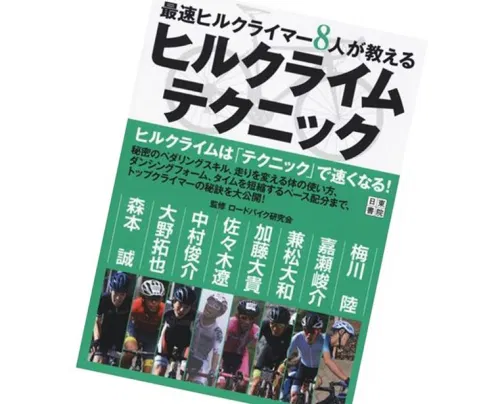 最速ヒルクライマー8人が教える
ヒルクライム
テクニック
ヒルクライムは「テクニック」で速くなる!
秘密のペダリングスキル、走りを変える体の使い方、
ダンシングフォーム、タイムを短縮するペース配分まで、
トップクライマーの秘訣を大公開!
監修 ロードバイク研究会
日東書院
梅川 陸
嘉瀬峻介
兼松大和
加藤大貴
佐々木遼
中村俊介
大野拓也
森本 誠